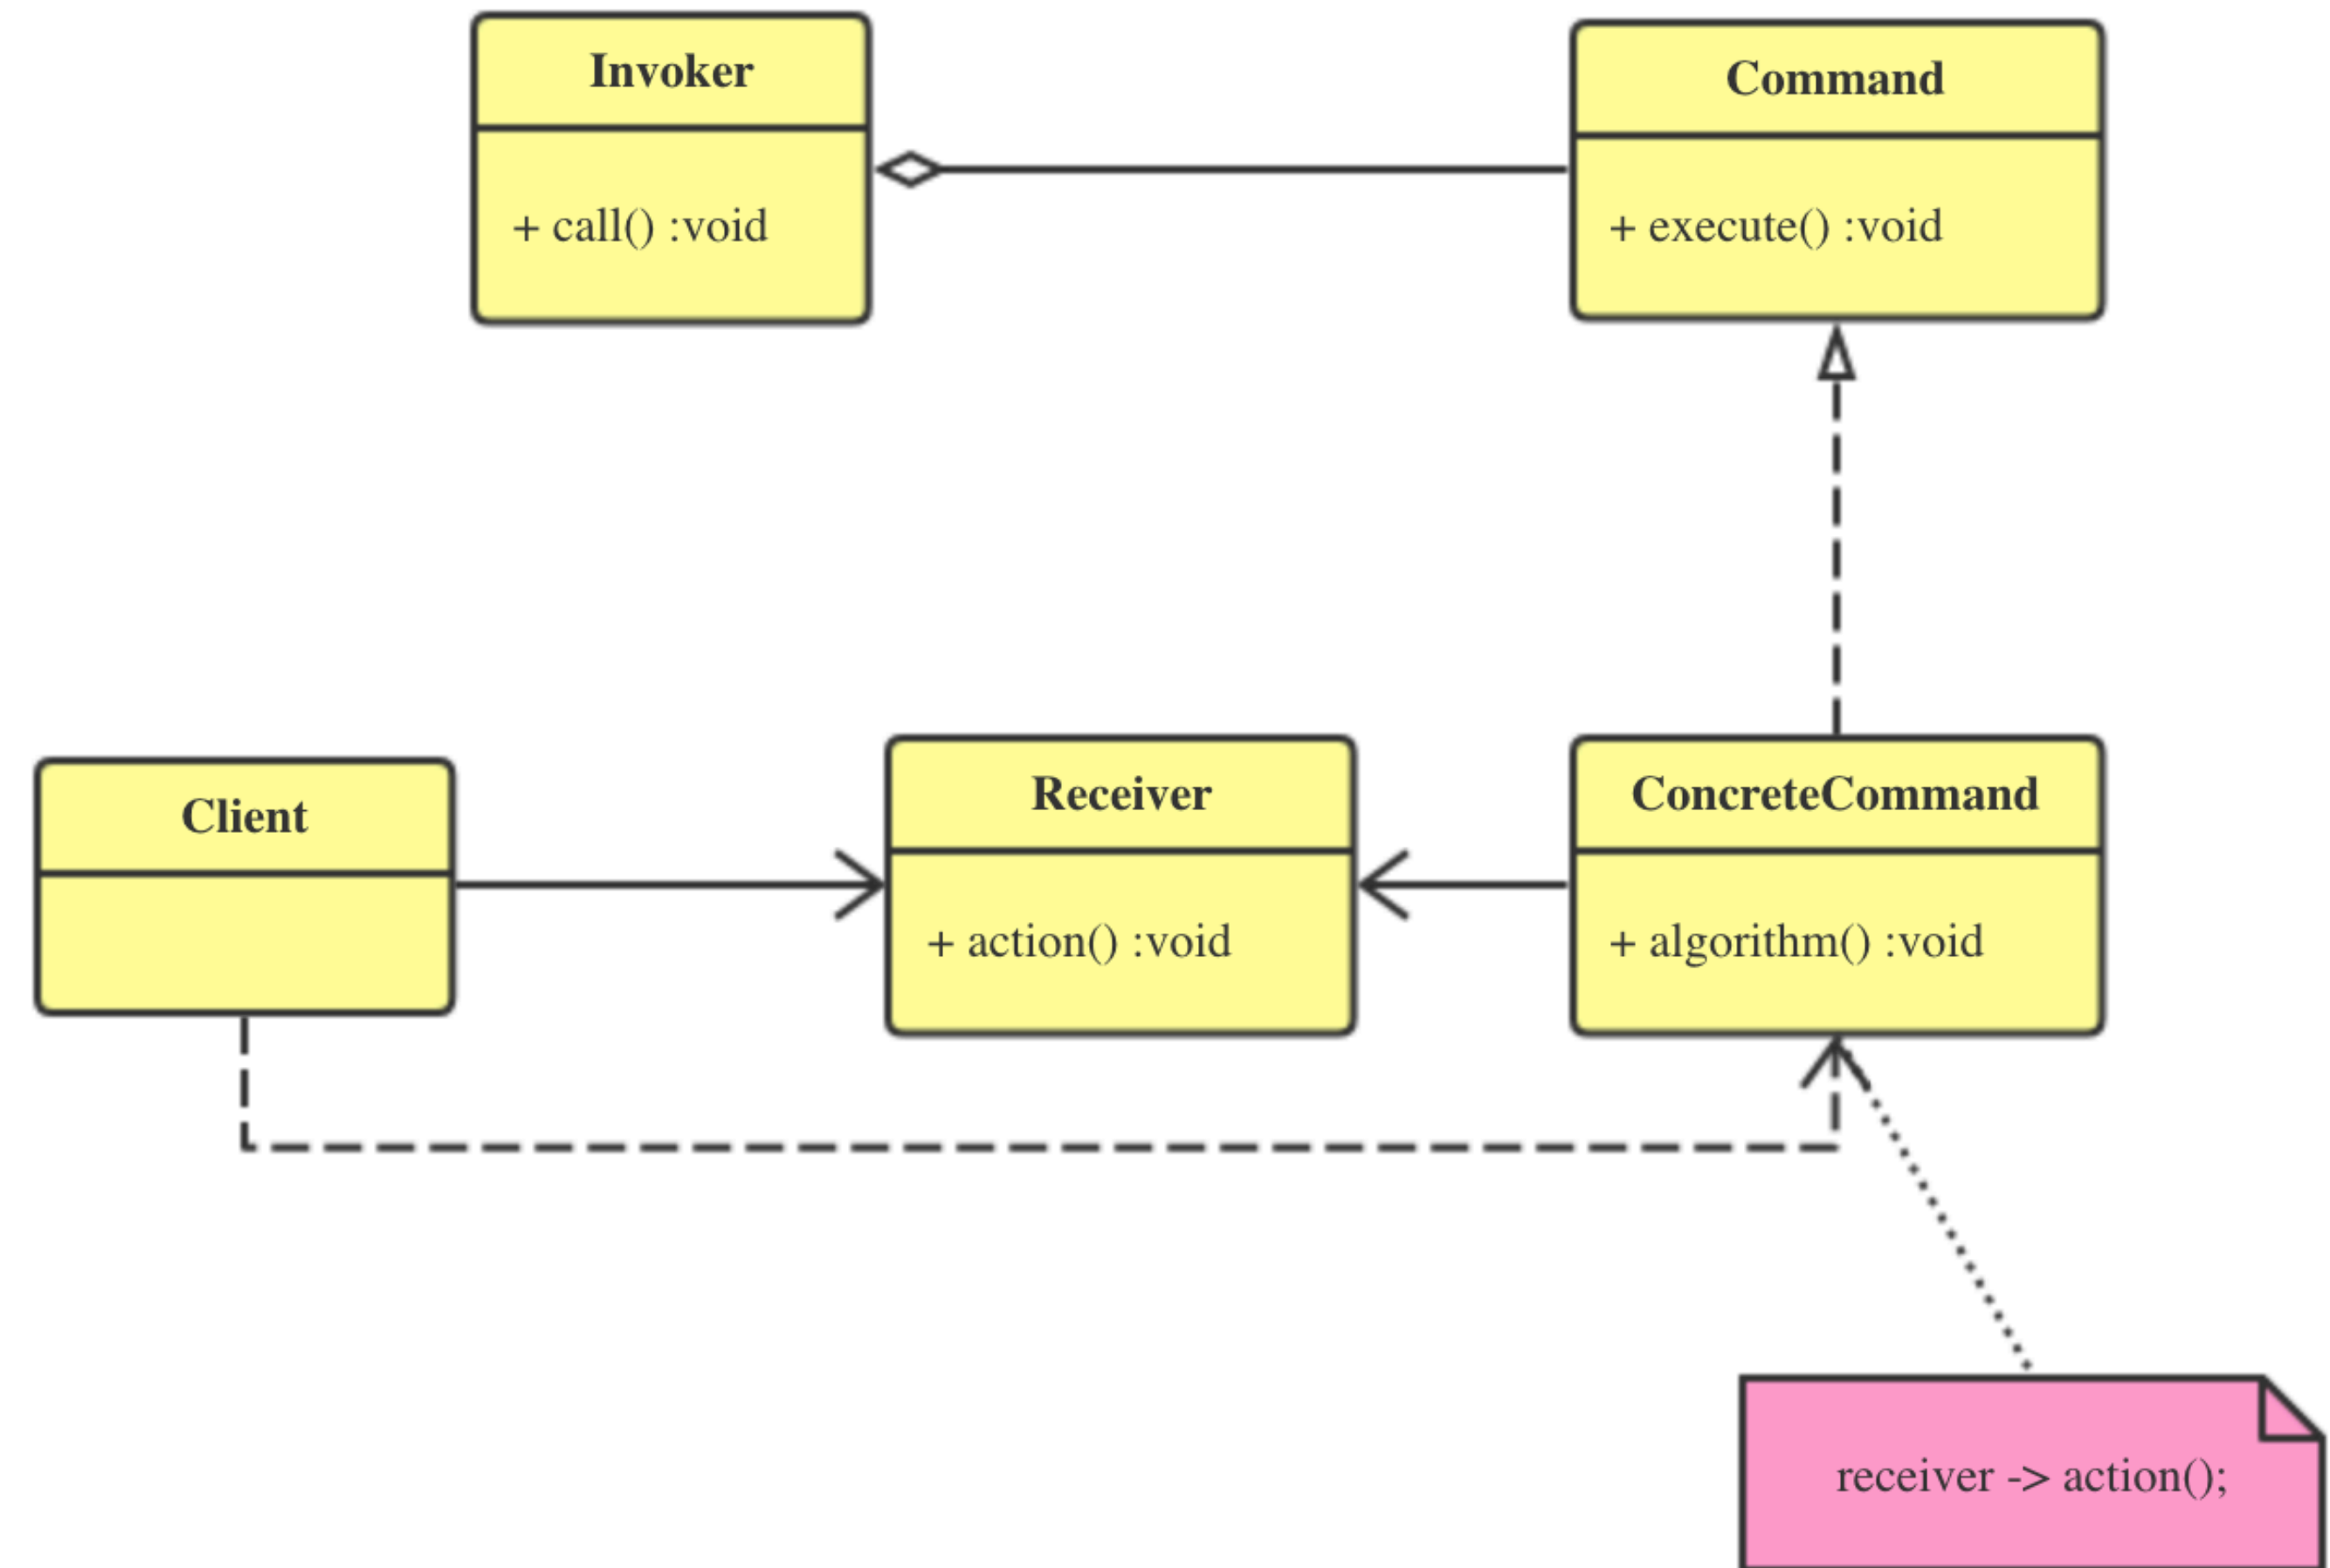 Invoker
+ call() :void
Command
+ execute() :void
Client
Receiver
+ action() :void
ConcreteCommand
+ algorithm() :void
receiver -> action();